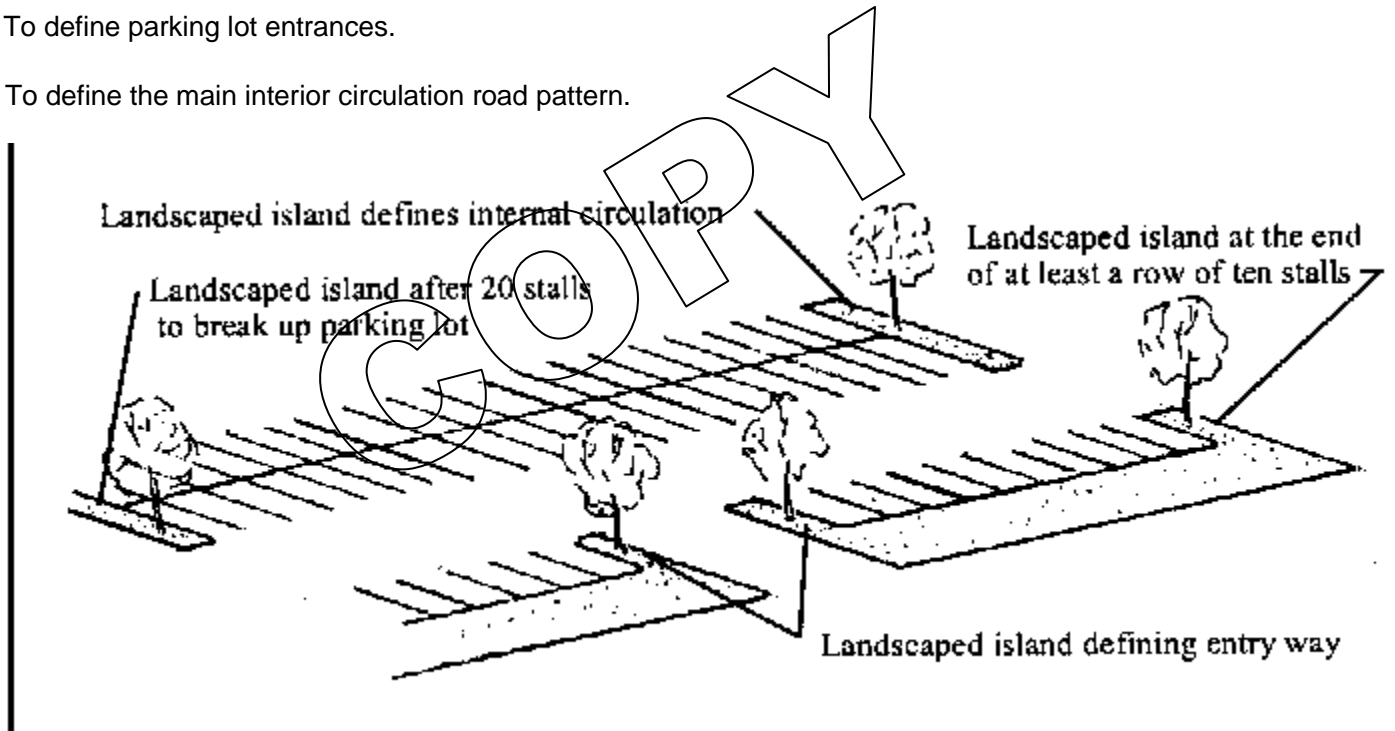 To define parking lot entrances.
To define the main interior circulation road pattern.
COPY
Landscaped island defines internal circulation
Landscaped island at the end
of at least a row of ten stalls
Landscaped island after 20 stalls
to break up parking lot
Landscaped island defining entry way